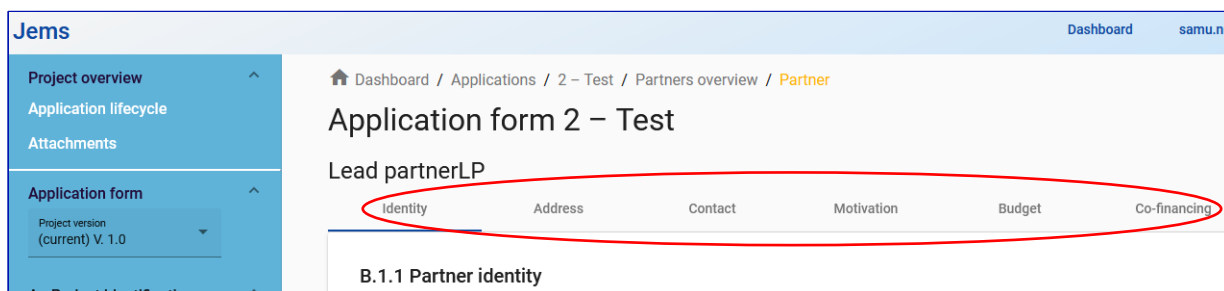 Jems
Dashboard samu.n
Project overview
Application lifecycle
Attachments
Application form
Project version
(current) V. 1.0
Dashboard / Applications / 2 – Test / Partners overview / Partner
Application form 2 – Test
Lead partnerLP
Identity Address Contact Motivation Budget Co-financing
B.1.1 Partner identity